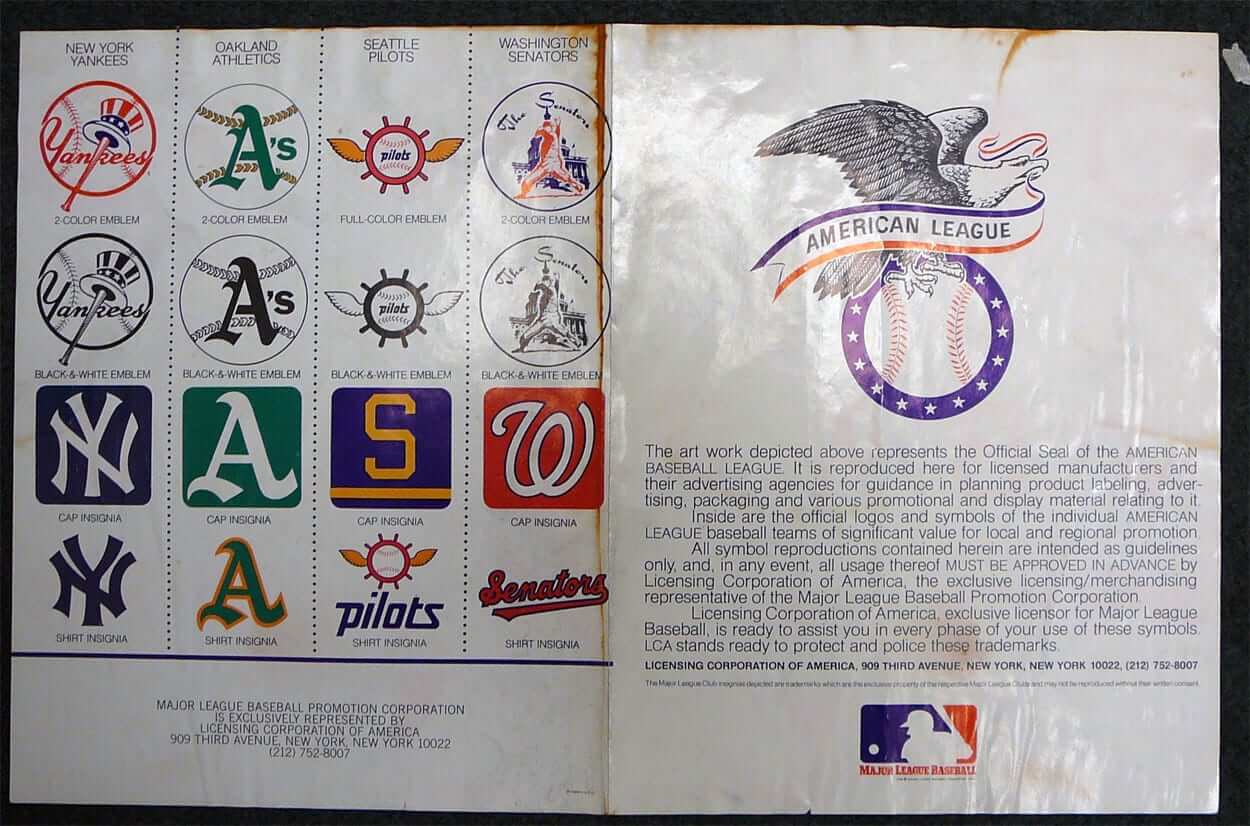 NEW YORK
YANKEES
OAKLAND
ATHLETICS
SEATTLE
PILOTS
WASHINGTON
SENATORS
Yankees
A's
pilots
The Senators
2-COLOR EMBLEM
2-COLOR EMBLEM
FULL-COLOR EMBLEM
2-COLOR EMBLEM
Yankees
A's
pilots
The Senators
BLACK-&-WHITE EMBLEM
BLACK-&-WHITE EMBLEM
BLACK-&-WHITE EMBLEM
BLACK-&-WHITE EMBLEM
NY
A
S
W
CAP INSIGNIA
CAP INSIGNIA
CAP INSIGNIA
CAP INSIGNIA
NY
A
pilots
Senators
SHIRT INSIGNIA
SHIRT INSIGNIA
SHIRT INSIGNIA
SHIRT INSIGNIA
MAJOR LEAGUE BASEBALL PROMOTION CORPORATION
IS EXCLUSIVELY REPRESENTED BY
LICENSING CORPORATION OF AMERICA
909 THIRD AVENUE, NEW YORK, NEW YORK 10022
(212) 752-8007
AMERICAN LEAGUE
The art work depicted above represents the Official Seal of the AMERICAN
BASEBALL LEAGUE. It is reproduced here for licensed manufacturers and
their advertising agencies for guidance in planning product labeling, adver-
tising, packaging and various promotional and display material relating to it.
Inside are the official logos and symbols of the individual AMERICAN
LEAGUE baseball teams of significant value for local and regional promotion.
All symbol reproductions contained herein are intended as guidelines
only, and, in any event, all usage thereof MUST BE APPROVED IN ADVANCE by
Licensing Corporation of America, the exclusive licensing/merchandising
representative of the Major League Baseball Promotion Corporation.
Licensing Corporation of America, exclusive licensor for Major League
Baseball, is ready to assist you in every phase of your use of these symbols.
LCA stands ready to protect and police these trademarks.
LICENSING CORPORATION OF AMERICA, 909 THIRD AVENUE, NEW YORK, NEW YORK 10022, (212) 752-8007
The Major League Club insignias depicted are trademarks which are the exclusive property of the respective Major League Clubs and may not be reproduced without their written consent.
MAJOR LEAGUE BASEBALL